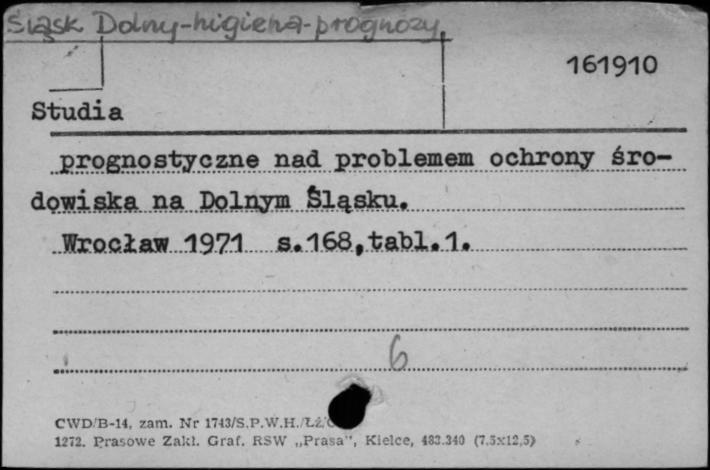 Śląsk Dolny-higiena-prognozy
161910
Studia
prognostyczne nad problemem ochrony śro-
dowiska na Dolnym Śląsku.
Wrocław 1971 s.168,tabl.1.
6
CWD/B-14, zam. Nr 1743/S.P.W.H./Łź/
1272. Prasowe Zakł. Graf. RSW „Prasa”, Kielce, 483.340 (7,5x12,5)